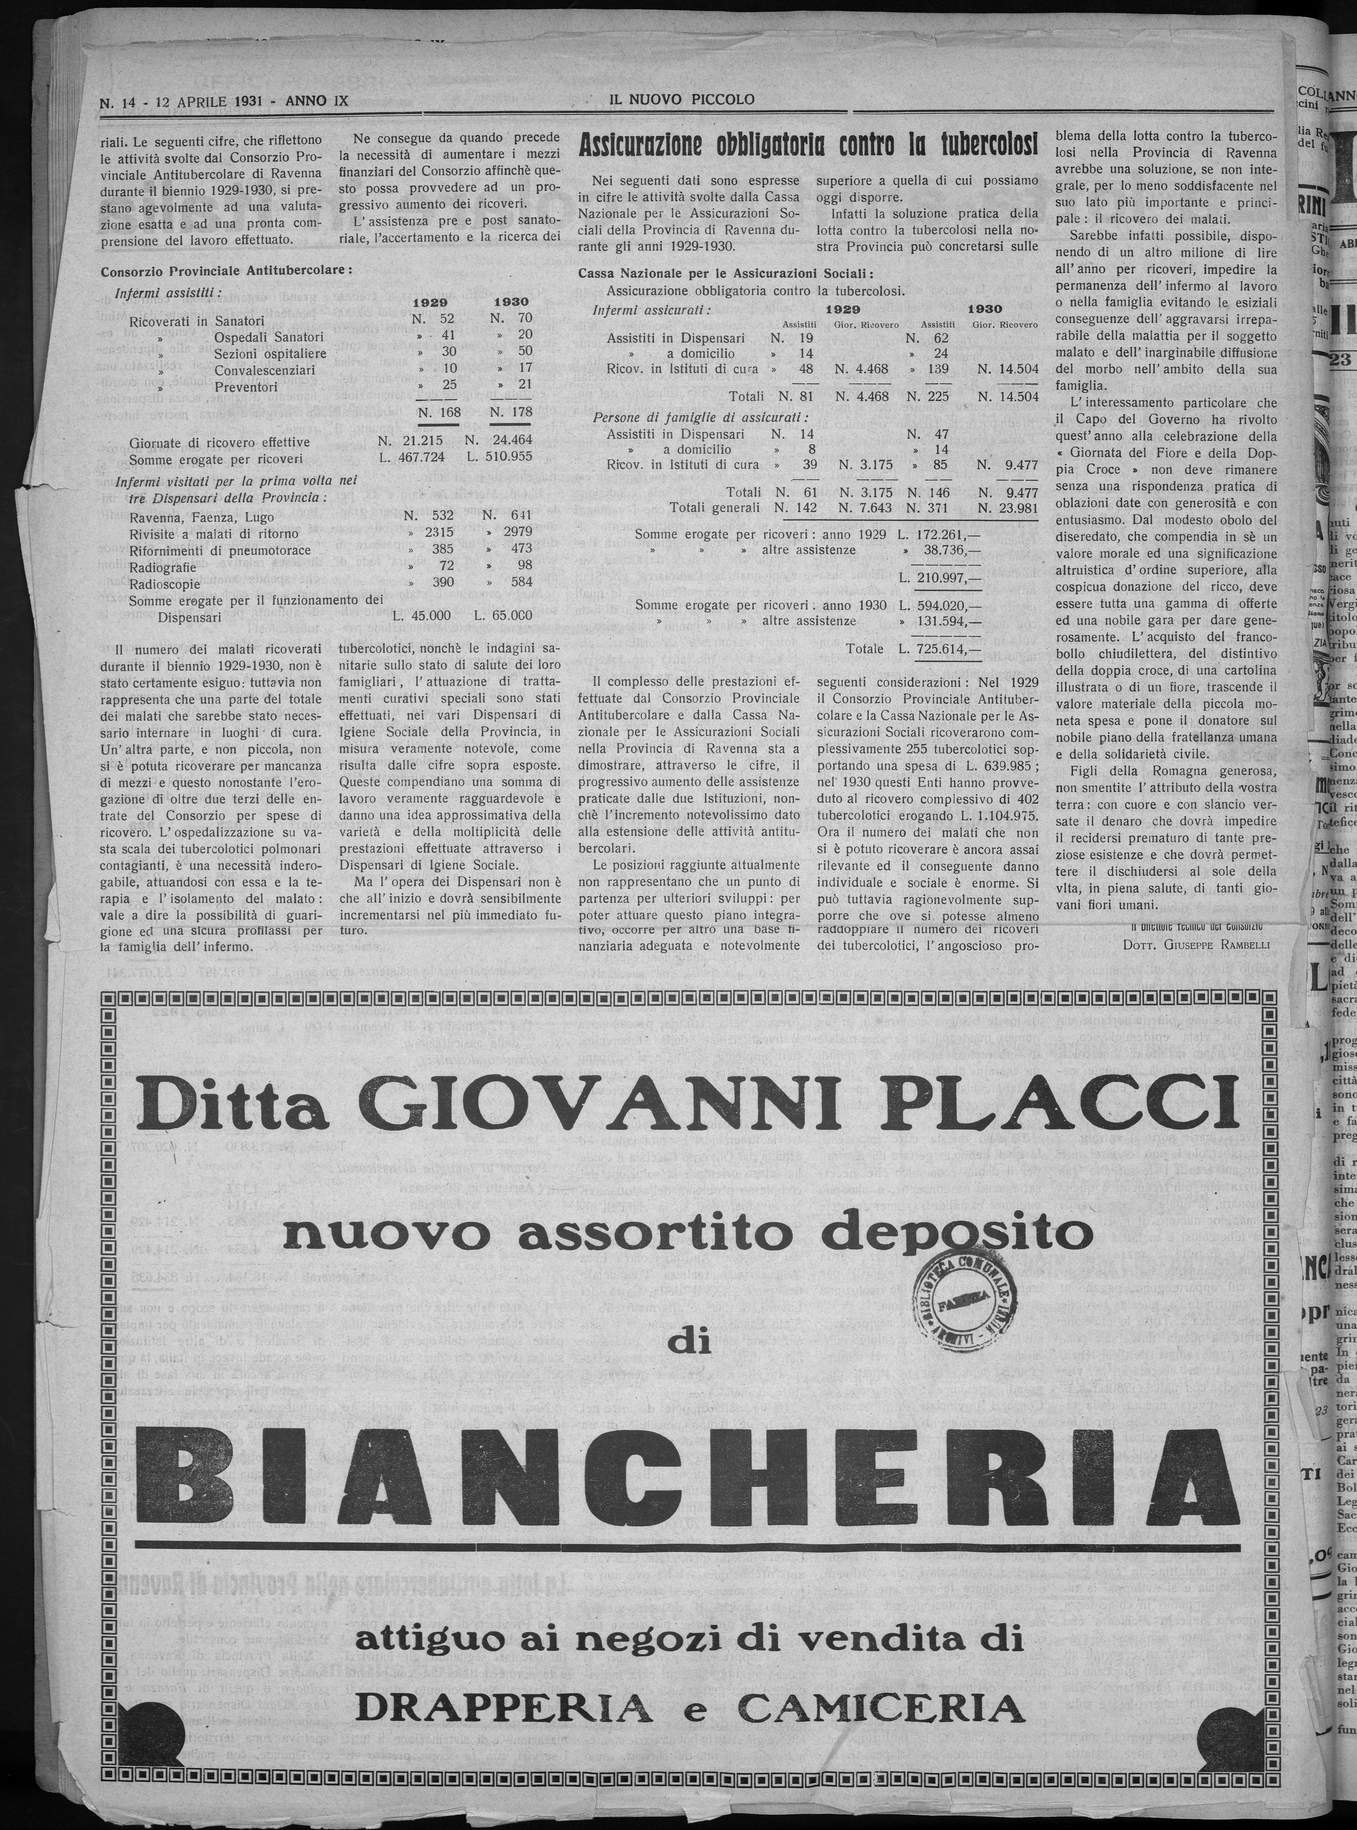 N. 14 - 12 APRILE 1931 - ANNO IX
IL NUOVO PICCOLO
riali. Le seguenti cifre, che riflettono
le attività svolte dal Consorzio Pro-
vinciale Antitubercolare di Ravenna
durante il biennio 1929-1930, si pre-
stano agevolmente ad una valuta-
zione esatta e ad una pronta com-
prensione del lavoro effettuato.
Ne consegue da quando precede
la necessità di aumentare i mezzi
finanziari del Consorzio affinchè que-
sto possa provvedere ad un pro-
gressivo aumento dei ricoveri.
L'assistenza pre e post sanato-
riale, l'accertamento e la ricerca dei
Consorzio Provinciale Antitubercolare :
Infermi assistiti : 1929 1930
Ricoverati in Sanatori N. 52 N. 70
» Ospedali Sanatori » 41 » 20
» Sezioni ospitaliere » 30 » 50
» Convalescenziari » 10 » 17
» Preventori » 25 » 21
N. 168 N. 178
Giornate di ricovero effettive N. 21.215 N. 24.464
Somme erogate per ricoveri L. 467.724 L. 510.955
Infermi visitati per la prima volta nei
tre Dispensari della Provincia :
Ravenna, Faenza, Lugo N. 532 N. 641
Rivisite a malati di ritorno » 2315 » 2979
Rifornimenti di pneumotorace » 385 » 473
Radiografie » 72 » 98
Radioscopie » 390 » 584
Somme erogate per il funzionamento dei
Dispensari L. 45.000 L. 65.000
Il numero dei malati ricoverati
durante il biennio 1929-1930, non è
stato certamente esiguo: tuttavia non
rappresenta che una parte del totale
dei malati che sarebbe stato neces-
sario internare in luoghi di cura.
Un'altra parte, e non piccola, non
si è potuta ricoverare per mancanza
di mezzi e questo nonostante l'ero-
gazione di oltre due terzi delle en-
trate del Consorzio per spese di
ricovero. L'ospedalizzazione su va-
sta scala dei tubercolotici polmonari
contagianti, è una necessità indero-
gabile, attuandosi con essa e la te-
rapia e l'isolamento del malato :
vale a dire la possibilità di guari-
gione ed una sicura profilassi per
la famiglia dell'infermo.
tubercolotici, nonchè le indagini sa-
nitarie sullo stato di salute dei loro
famigliari, l'attuazione di tratta-
menti curativi speciali sono stati
effettuati, nei vari Dispensari di
Igiene Sociale della Provincia, in
misura veramente notevole, come
risulta dalle cifre sopra esposte.
Queste compendiano una somma di
lavoro veramente ragguardevole e
danno una idea approssimativa della
varietà e della moltiplicità delle
prestazioni effettuate attraverso i
Dispensari di Igiene Sociale.
Ma l'opera dei Dispensari non è
che all'inizio e dovrà sensibilmente
incrementarsi nel più immediato fu-
turo.
Assicurazione obbligatoria contro la tubercolosi
Nei seguenti dati sono espresse
in cifre le attività svolte dalla Cassa
Nazionale per le Assicurazioni So-
ciali della Provincia di Ravenna du-
rante gli anni 1929-1930.
superiore a quella di cui possiamo
oggi disporre.
Infatti la soluzione pratica della
lotta contro la tubercolosi nella no-
stra Provincia può concretarsi sulle
Cassa Nazionale per le Assicurazioni Sociali :
Assicurazione obbligatoria contro la tubercolosi.
Infermi assicurati : 1929 1930
Assistiti Gior. Ricovero Assistiti Gior. Ricovero
Assistiti in Dispensari N. 19 N. 62
» a domicilio » 14 » 24
Ricov. in Istituti di cura » 48 N. 4.468 » 139 N. 14.504
Totali N. 81 N. 4.468 N. 225 N. 14.504
Persone di famiglie di assicurati :
Assistiti in Dispensari N. 14 N. 47
» a domicilio » 8 » 14
Ricov. in Istituti di cura » 39 N. 3.175 » 85 N. 9.477
Totali N. 61 N. 3.175 N. 146 N. 9.477
Totali generali N. 142 N. 7.643 N. 371 N. 23.981
Somme erogate per ricoveri : anno 1929 L. 172.261,—
» » » altre assistenze » 38.736,—
L. 210.997,—
Somme erogate per ricoveri . anno 1930 L. 594.020,—
» » » altre assistenze » 131.594,—
Totale L. 725.614,—
Il complesso delle prestazioni ef-
fettuate dal Consorzio Provinciale
Antitubercolare e dalla Cassa Na-
zionale per le Assicurazioni Sociali
nella Provincia di Ravenna sta a
dimostrare, attraverso le cifre, il
progressivo aumento delle assistenze
praticate dalle due Istituzioni, non-
chè l'incremento notevolissimo dato
alla estensione delle attività antitu-
bercolari.
Le posizioni raggiunte attualmente
non rappresentano che un punto di
partenza per ulteriori sviluppi : per
poter attuare questo piano integra-
tivo, occorre per altro una base fi-
nanziaria adeguata e notevolmente
seguenti considerazioni : Nel 1929
il Consorzio Provinciale Antituber-
colare e la Cassa Nazionale per le As-
sicurazioni Sociali ricoverarono com-
plessivamente 255 tubercolotici sop-
portando una spesa di L. 639.985 ;
nel 1930 questi Enti hanno provve-
duto al ricovero complessivo di 402
tubercolotici erogando L. 1.104.975.
Ora il numero dei malati che non
si è potuto ricoverare è ancora assai
rilevante ed il conseguente danno
individuale e sociale è enorme. Si
può tuttavia ragionevolmente sup-
porre che ove si potesse almeno
raddoppiare il numero dei ricoveri
dei tubercolotici, l'angoscioso pro-
blema della lotta contro la tuberco-
losi nella Provincia di Ravenna
avrebbe una soluzione, se non inte-
grale, per lo meno soddisfacente nel
suo lato più importante e princi-
pale : il ricovero dei malati.
Sarebbe infatti possibile, dispo-
nendo di un altro milione di lire
all'anno per ricoveri, impedire la
permanenza dell'infermo al lavoro
o nella famiglia evitando le esiziali
conseguenze dell'aggravarsi irrepa-
rabile della malattia per il soggetto
malato e dell'inarginabile diffusione
del morbo nell'ambito della sua
famiglia.
L'interessamento particolare che
il Capo del Governo ha rivolto
quest'anno alla celebrazione della
« Giornata del Fiore e della Dop-
pia Croce » non deve rimanere
senza una rispondenza pratica di
oblazioni date con generosità e con
entusiasmo. Dal modesto obolo del
diseredato, che compendia in sè un
valore morale ed una significazione
altruistica d'ordine superiore, alla
cospicua donazione del ricco, deve
essere tutta una gamma di offerte
ed una nobile gara per dare gene-
rosamente. L'acquisto del franco-
bollo chiudilettera, del distintivo
della doppia croce, di una cartolina
illustrata o di un fiore, trascende il
valore materiale della piccola mo-
neta spesa e pone il donatore sul
nobile piano della fratellanza umana
e della solidarietà civile.
Figli della Romagna generosa,
non smentite l'attributo della vostra
terra : con cuore e con slancio ver-
sate il denaro che dovrà impedire
il recidersi prematuro di tante pre-
ziose esistenze e che dovrà permet-
tere il dischiudersi al sole della
vita, in piena salute, di tanti gio-
vani fiori umani.
Il Direttore Tecnico del Consorzio
DOTT. GIUSEPPE RAMBELLI
Ditta GIOVANNI PLACCI
nuovo assortito deposito
di
BIANCHERIA
attiguo ai negozi di vendita di
DRAPPERIA e CAMICERIA
BIBLIOTECA COMUNALE
FAENZA